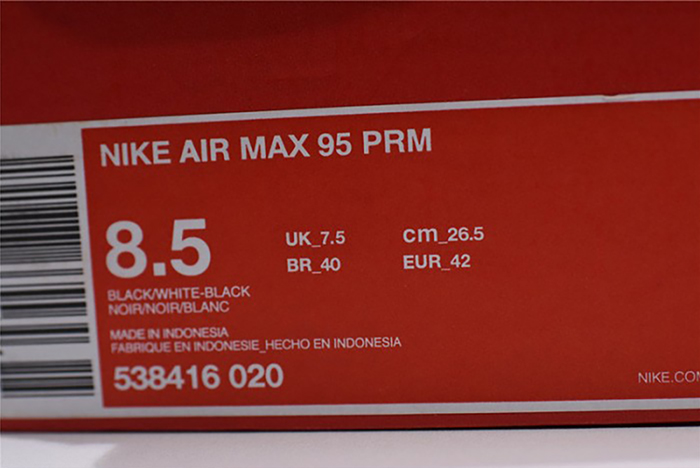 NIKE AIR MAX 95 PRM
8.5
UK_7.5 cm_26.5
BR_40 EUR_42
BLACK/WHITE-BLACK
NOIR/NOIR/BLANC
MADE IN INDONESIA
FABRIQUE EN INDONESIE_HECHO EN INDONESIA
538416 020
NIKE.COM